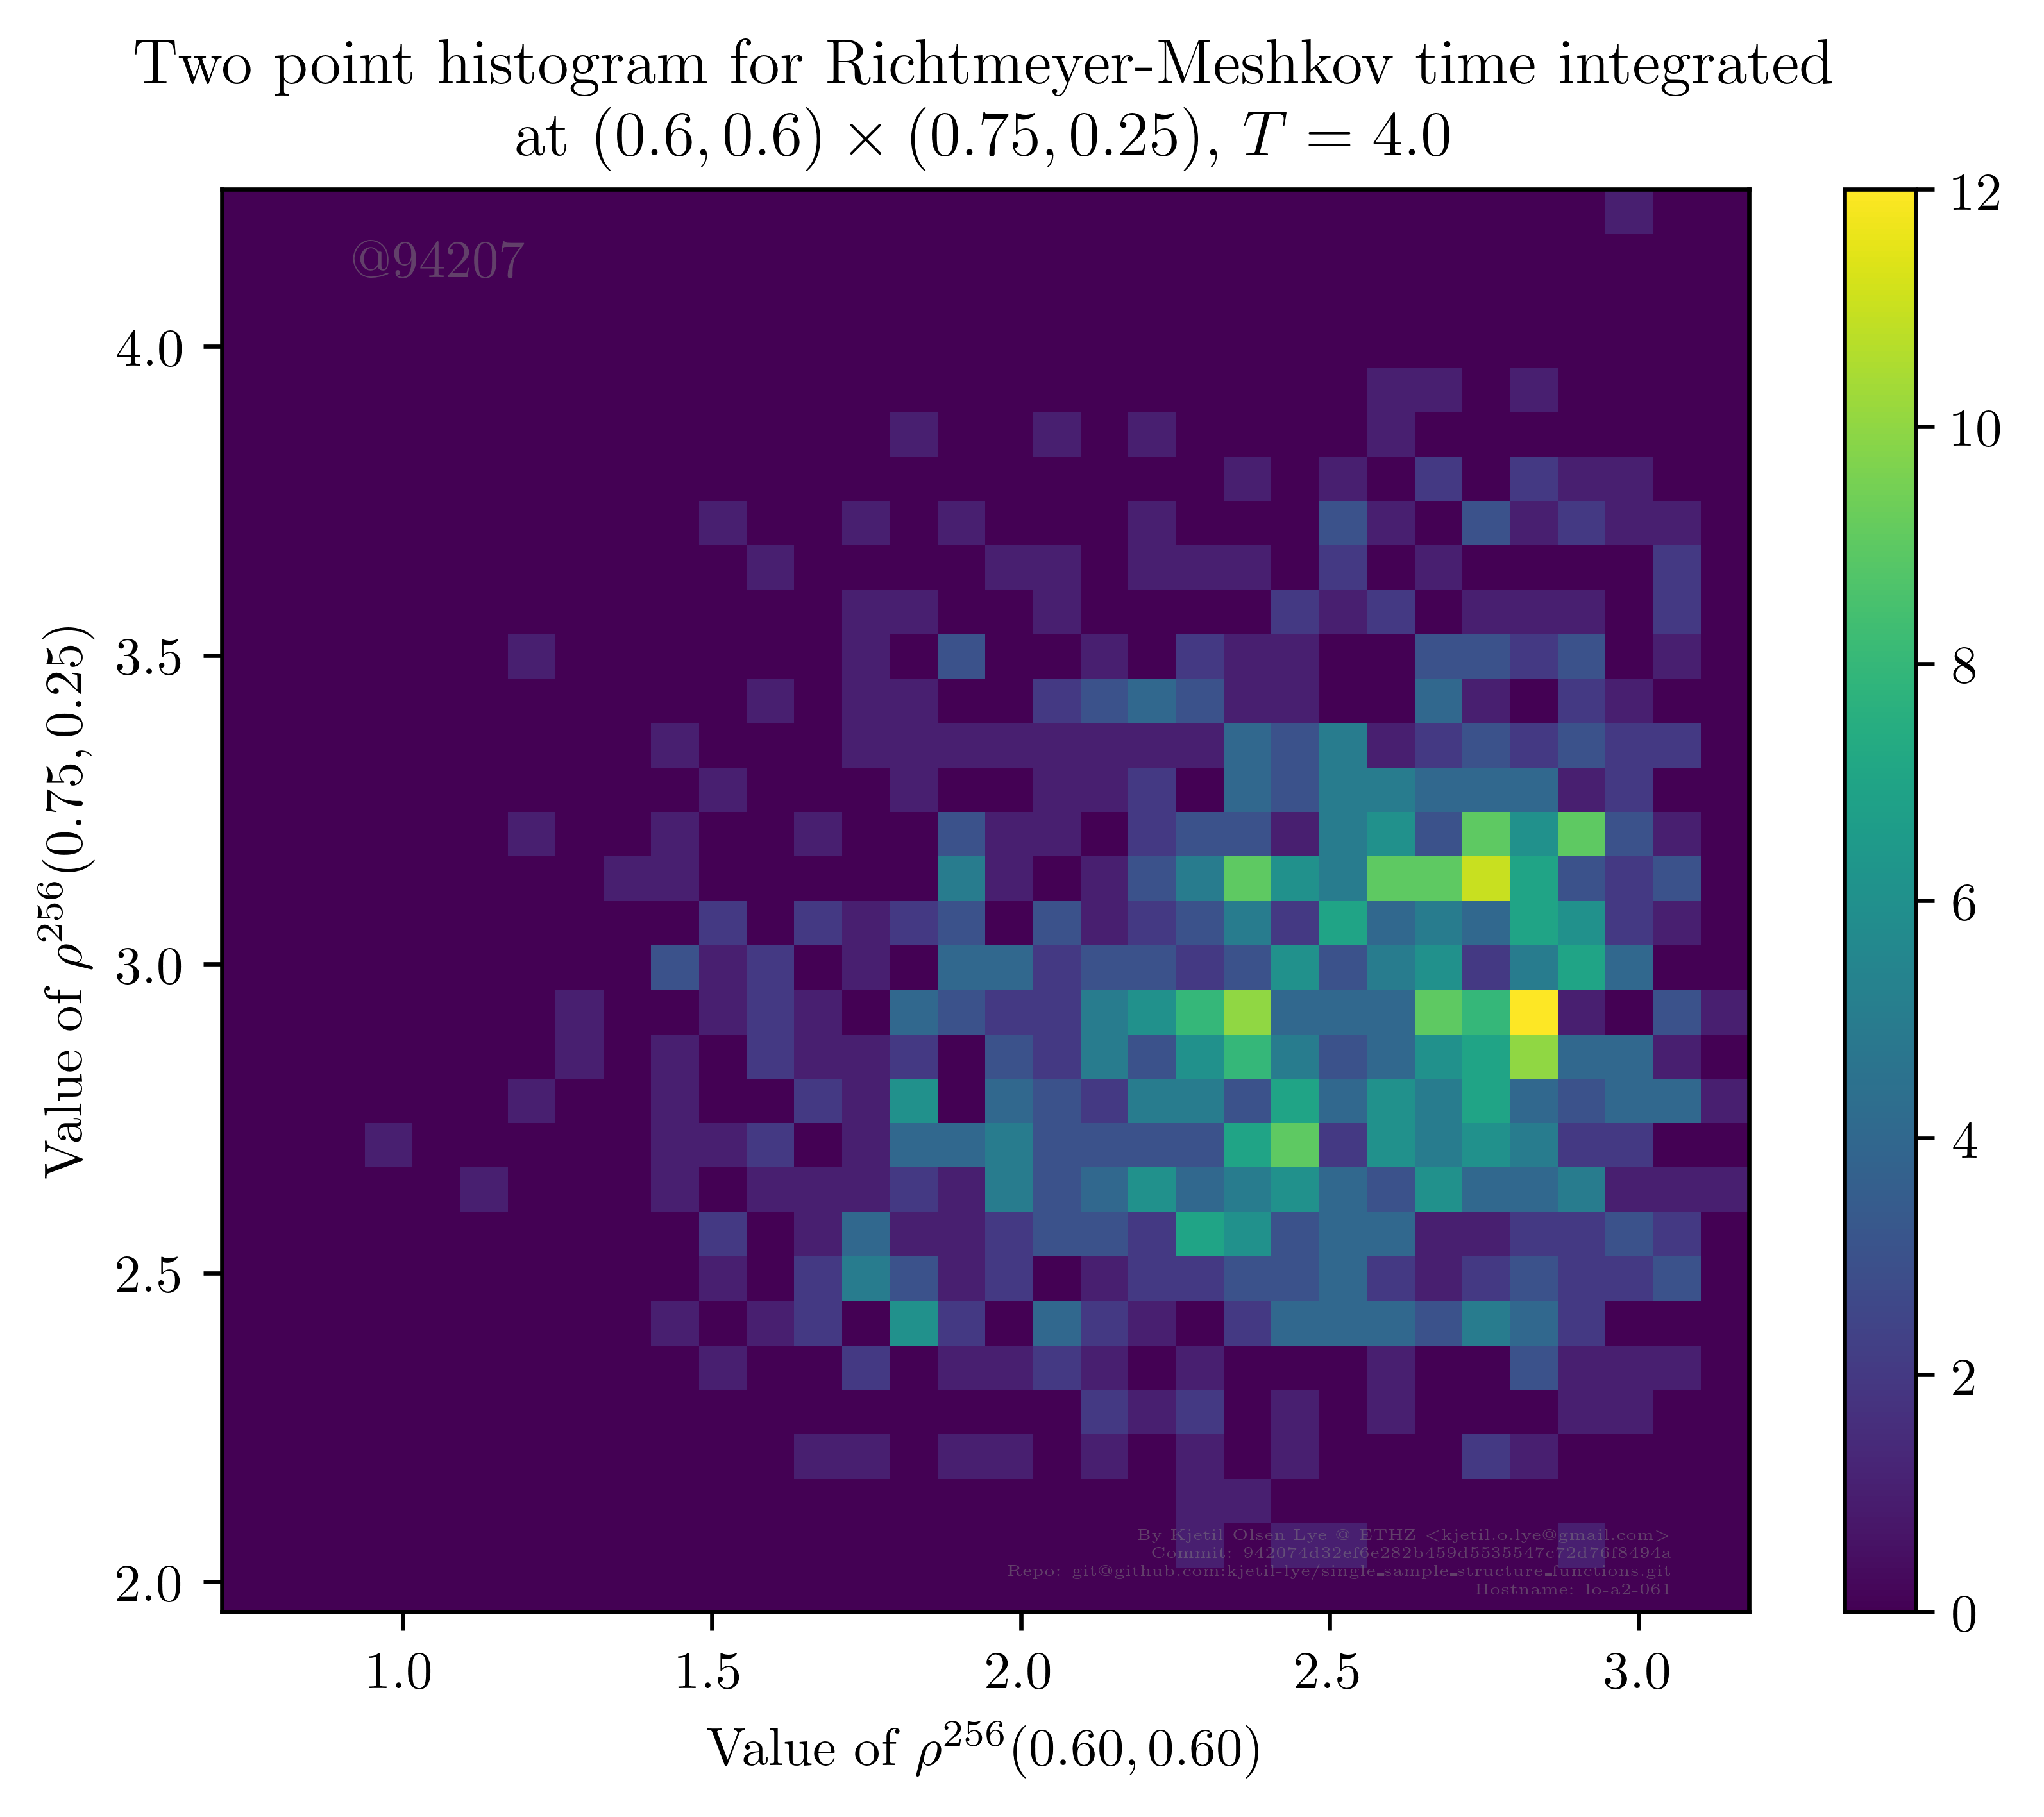 Two point histogram for Richtmeyer-Meshkov time integrated
at (0.6, 0.6) × (0.75, 0.25), T = 4.0
@94207
12
10
8
6
4
2
0
4.0
3.5
3.0
2.5
2.0
Value of ρ^256(0.75, 0.25)
By Kjetil Olsen Lye @ ETHZ <kjetil.o.lye@gmail.com>
Commit: 942074d32ef6e282b459d5535547c72d76f8494a
Repo: git@github.com:kjetil-lye/single_sample_structure_functions.git
Hostname: lo-a2-061
1.0 1.5 2.0 2.5 3.0
Value of ρ^256(0.60, 0.60)